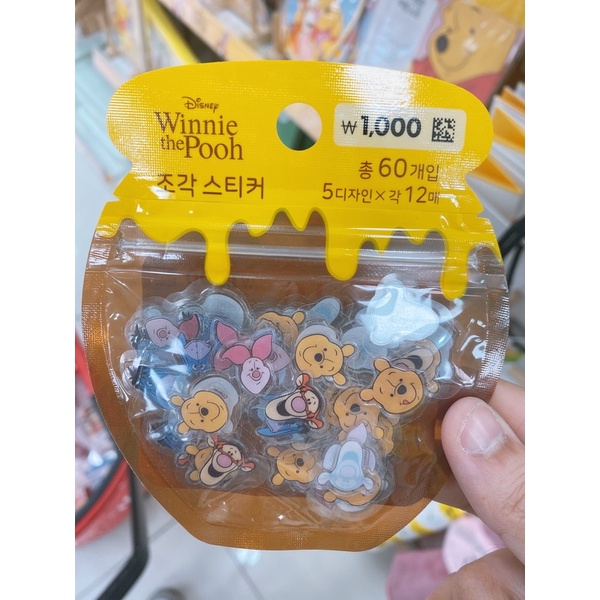 Disney
Winnie
the Pooh
조각 스티커
₩1,000
총 60개입
5디자인×각 12매